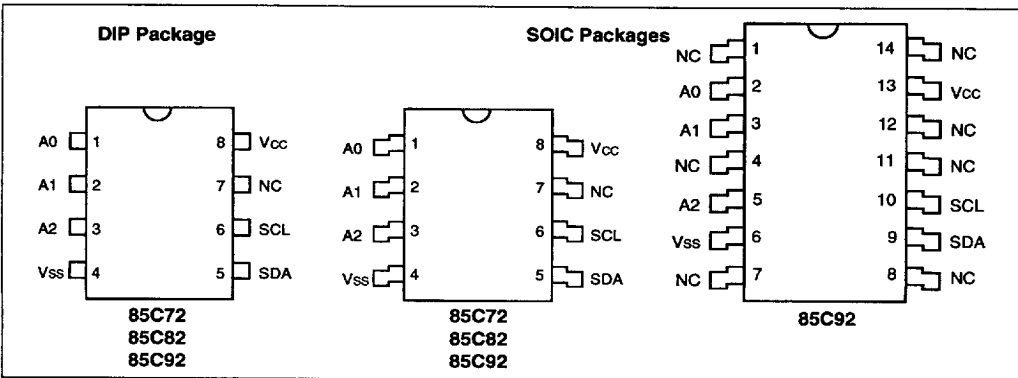 DIP Package
SOIC Packages
A0 1 8 Vcc
A1 2 7 NC
A2 3 6 SCL
Vss 4 5 SDA
85C72
85C82
85C92
A0 1 8 Vcc
A1 2 7 NC
A2 3 6 SCL
Vss 4 5 SDA
85C72
85C82
85C92
NC 1 14 NC
A0 2 13 Vcc
A1 3 12 NC
NC 4 11 NC
A2 5 10 SCL
Vss 6 9 SDA
NC 7 8 NC
85C92